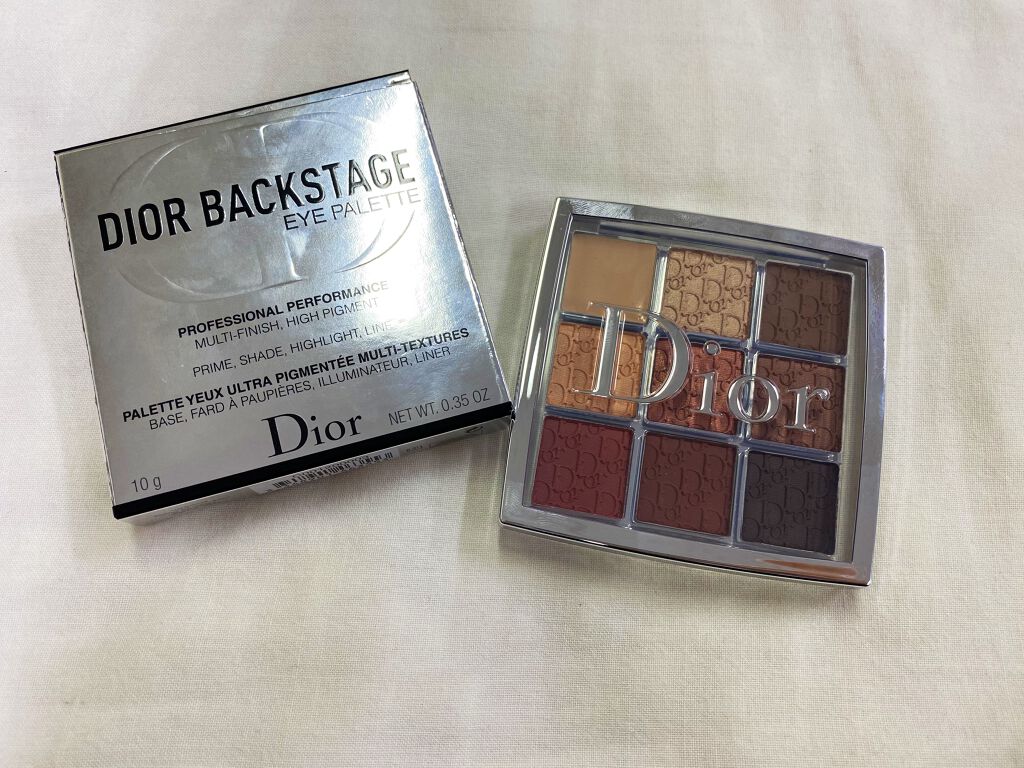 DIOR BACKSTAGE
EYE PALETTE
PROFESSIONAL PERFORMANCE
MULTI-FINISH, HIGH PIGMENT
PRIME, SHADE, HIGHLIGHT, LINE
PALETTE YEUX ULTRA PIGMENTÉE MULTI-TEXTURES
BASE, FARD À PAUPIÈRES, ILLUMINATEUR, LINER
Dior
NET WT. 0.35 OZ
10 g
Dior